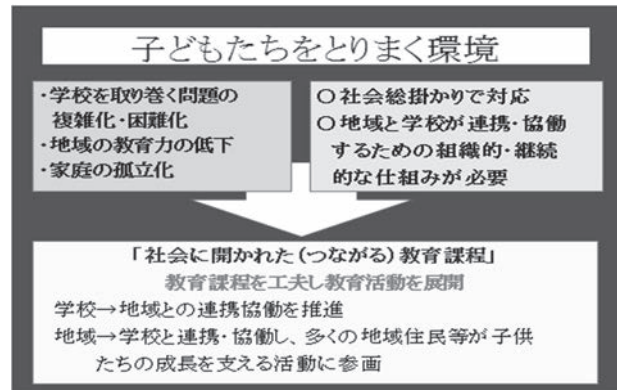 子どもたちをとりまく環境
・学校を取り巻く問題の
複雑化・困難化
・地域の教育力の低下
・家庭の孤立化
○社会総掛かりで対応
○地域と学校が連携・協働
するための組織的・継続
的な仕組みが必要
「社会に開かれた(つながる)教育課程」
教育課程を工夫し教育活動を展開
学校→地域との連携協働を推進
地域→学校と連携・協働し、多くの地域住民等が子供
たちの成長を支える活動に参画